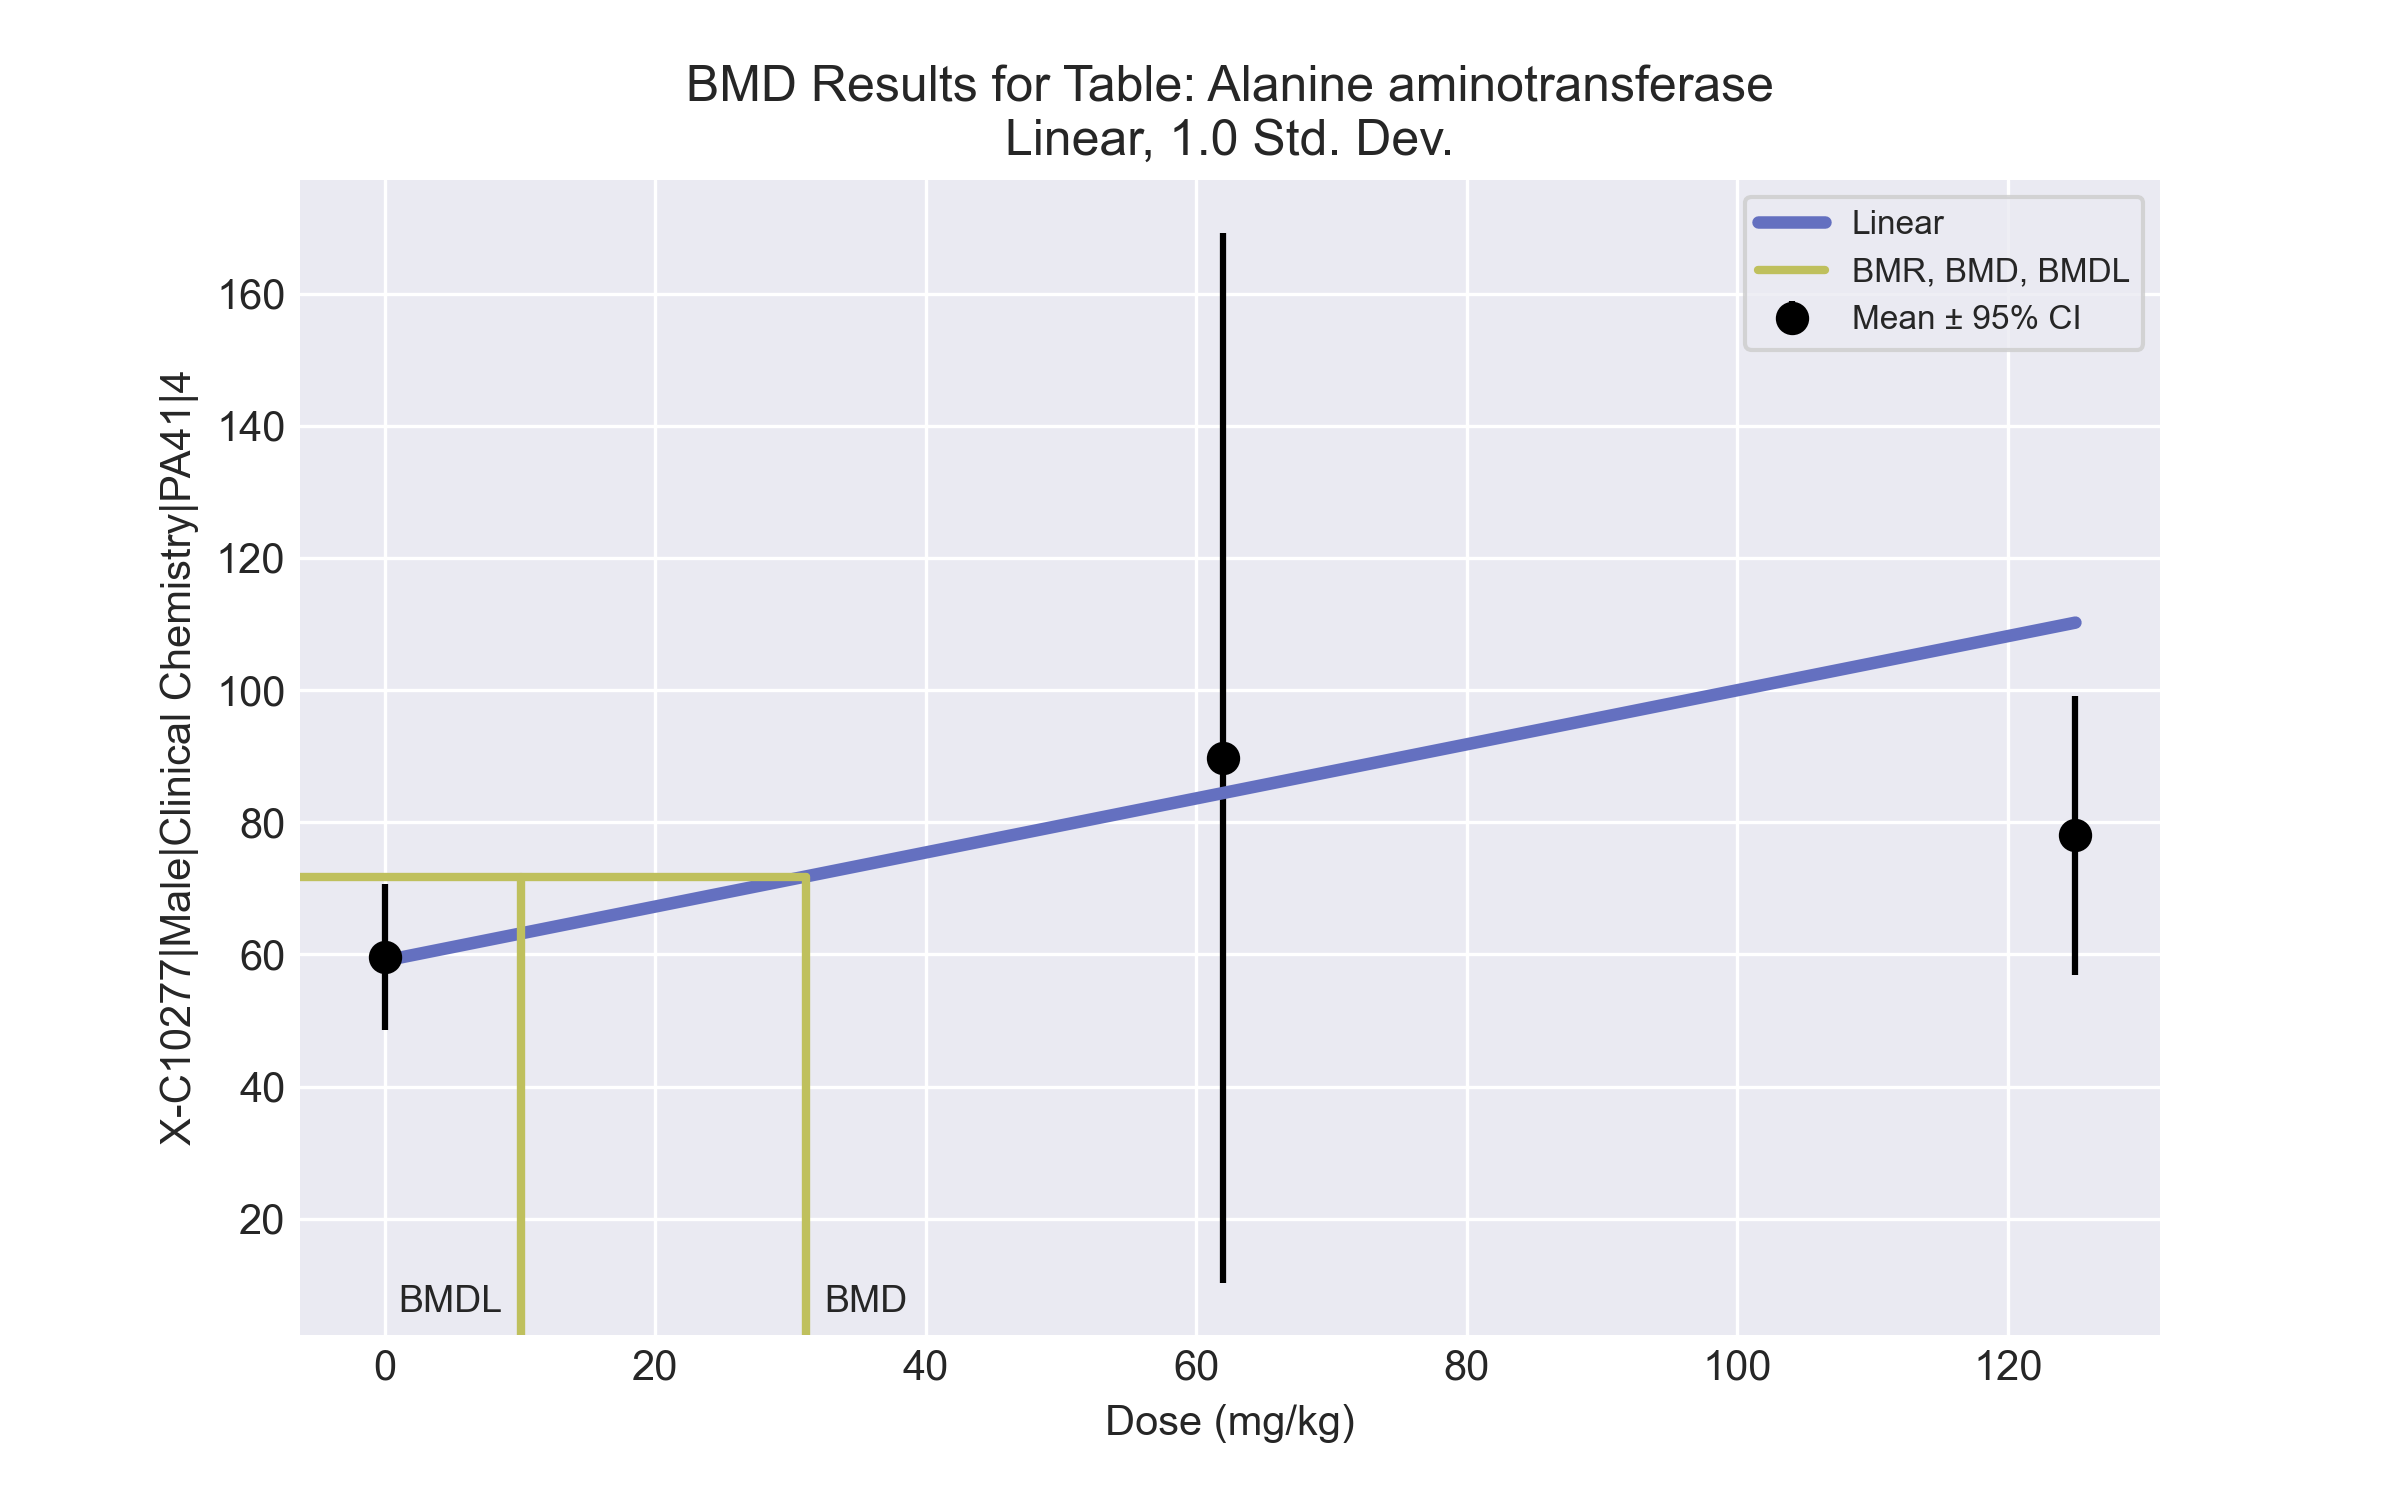 BMD Results for Table: Alanine aminotransferase
Linear, 1.0 Std. Dev.
Linear
BMR, BMD, BMDL
Mean ± 95% CI
X-C10277|Male|Clinical Chemistry|PA41|4
160
140
120
100
80
60
40
20
BMDL
BMD
0
20
40
60
80
100
120
Dose (mg/kg)